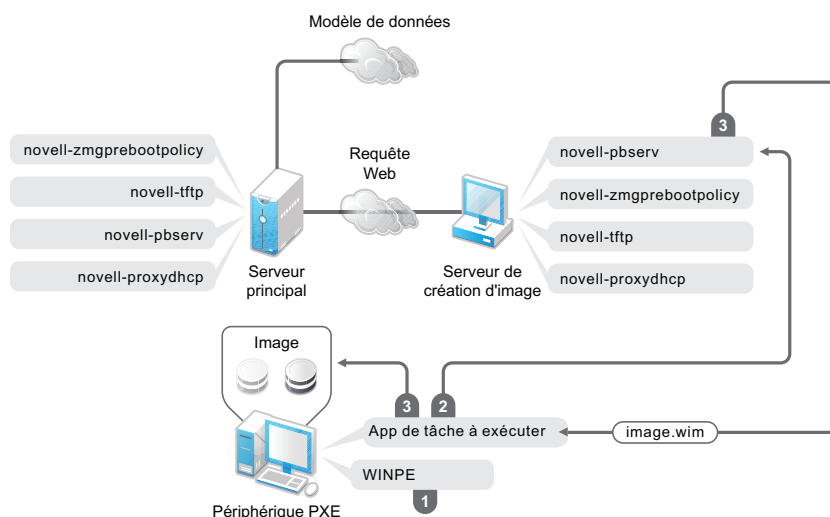 Modèle de données
3
novell-zmgprebootpolicy
novell-tftp
novell-pbserv
novell-proxydhcp
Requête
Web
novell-pbserv
novell-zmgprebootpolicy
novell-tftp
novell-proxydhcp
Serveur
principal
Serveur de
création d'image
Image
3
2
App de tâche à exécuter
image.wim
WINPE
1
Périphérique PXE